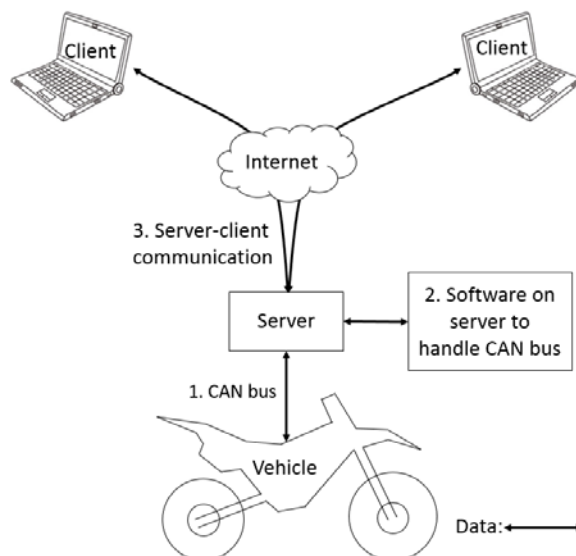 Client
Client
Internet
3. Server-client
communication
Server
2. Software on
server to
handle CAN bus
1. CAN bus
Vehicle
Data: